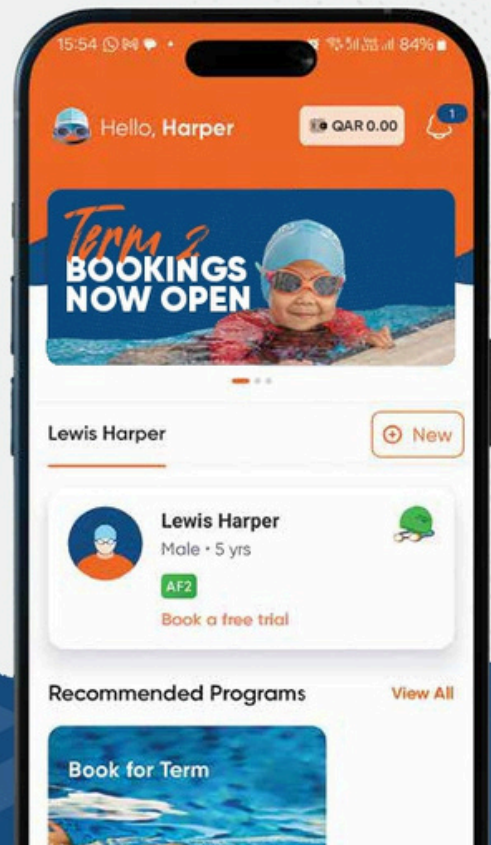 15:54
84%
Hello, Harper
QAR 0.00
1
Term 2
BOOKINGS
NOW OPEN
Lewis Harper
New
Lewis Harper
Male • 5 yrs
AF2
Book a free trial
Recommended Programs
View All
Book for Term